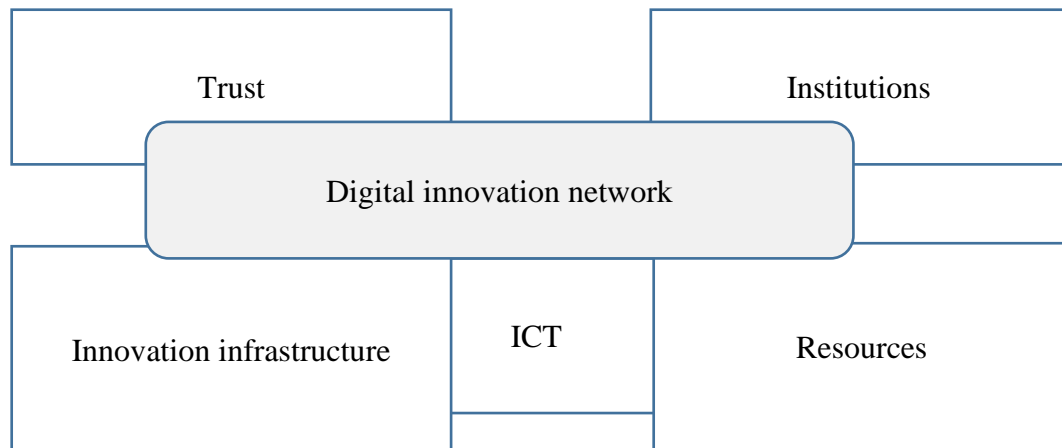 Trust
Institutions
Digital innovation network
Innovation infrastructure
ICT
Resources